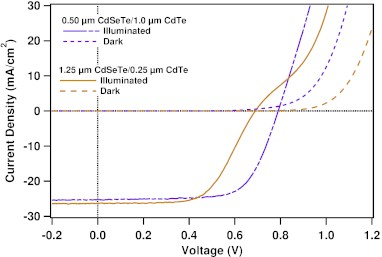 30
20
10
0
-10
-20
-30
Current Density (mA/cm²)
0.50 µm CdSeTe/1.0 µm CdTe
Illuminated
Dark
1.25 µm CdSeTe/0.25 µm CdTe
Illuminated
Dark
-0.2 0.0 0.2 0.4 0.6 0.8 1.0 1.2
Voltage (V)